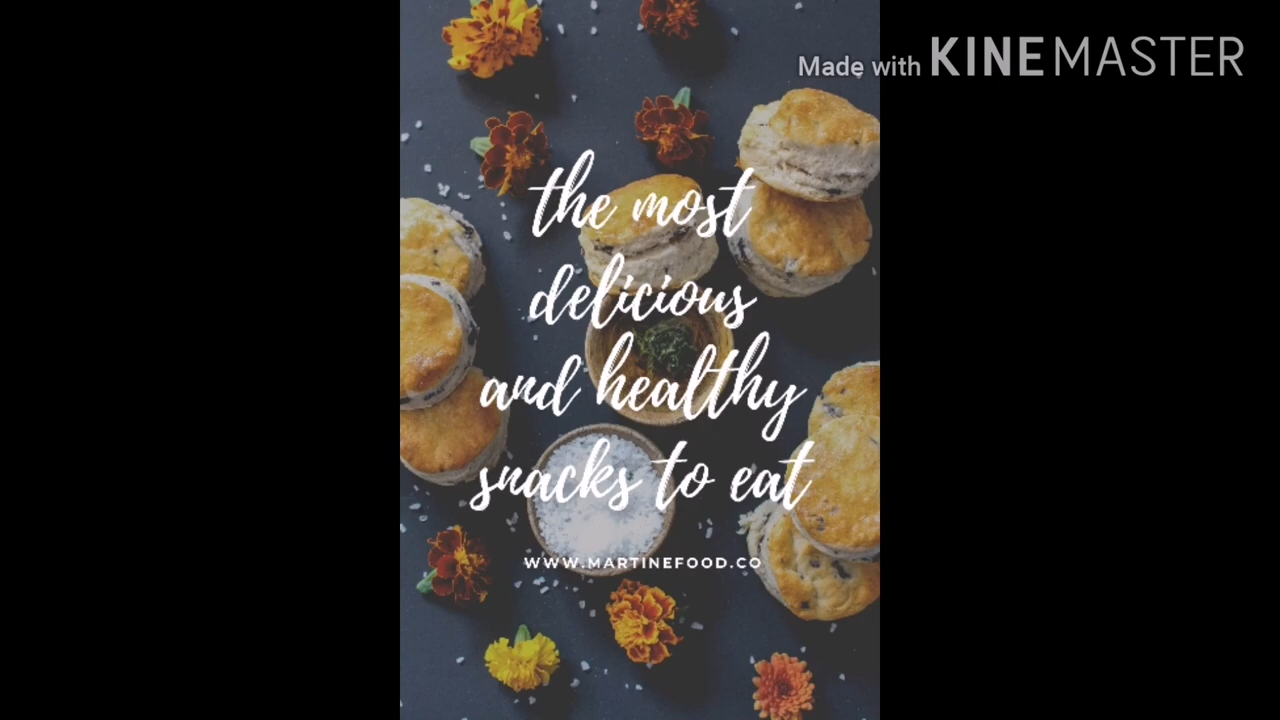 Made with KINEMASTER
the most
delicious
and healthy
snacks to eat
WWW.MARTINEFOOD.CO